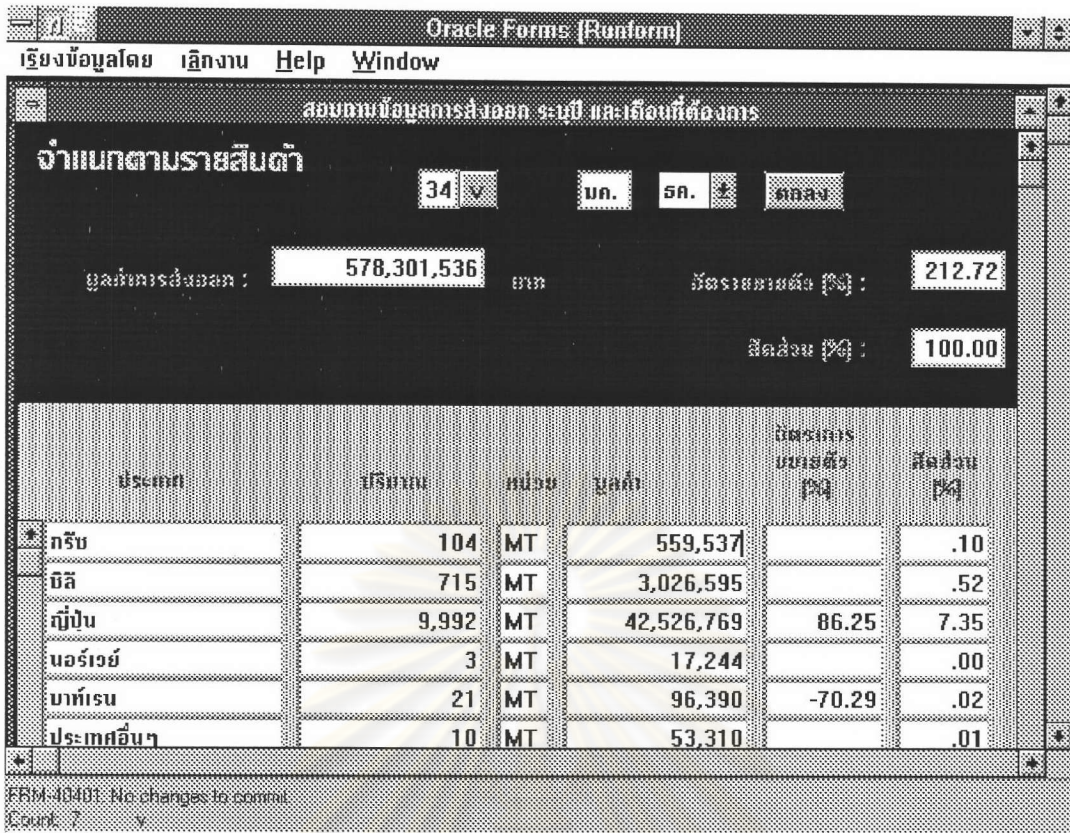 Oracle Forms (Runform)
เรียงข้อมูลโดย เลิกงาน Help Window
สอบถามข้อมูลการส่งออก ระบุปี และเดือนที่ต้องการ
จำแนกตามรายสินค้า
34 v มค. ธค. ตกลง
มูลค่าการส่งออก : 578,301,536 บาท อัตรายขายตัว (%) : 212.72
สัดส่วน (%) : 100.00
อัตราการ
ประเทศ ปริมาณ หน่วย มูลค่า ขยายตัว สัดส่วน
(%) (%)
กรีซ 104 MT 559,537 .10
ชิลี 715 MT 3,026,595 .52
ญี่ปุ่น 9,992 MT 42,526,769 86.25 7.35
นอร์เวย์ 3 MT 17,244 .00
บาห์เรน 21 MT 96,390 -70.29 .02
ประเทศอื่นๆ 10 MT 53,310 .01
FRM-40401: No changes to commit.
Count: 7 v